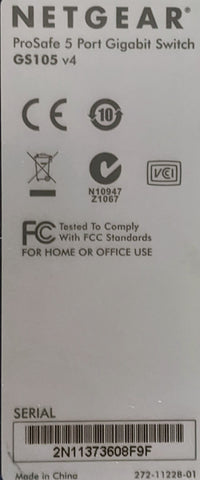 NETGEAR®
ProSafe 5 Port Gigabit Switch
GS105 v4
CE 10
N10947
Z1067
VCI
FC Tested To Comply
With FCC Standards
FOR HOME OR OFFICE USE
SERIAL
2N11373608F9F
Made in China 272-11228-01